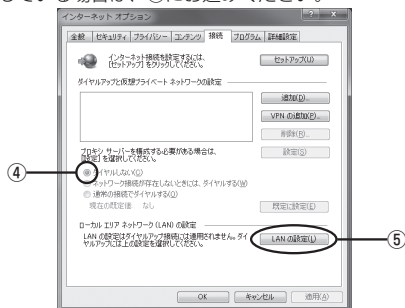 している場合は、⑤にお進みください。
インターネット オプション
全般 セキュリティ プライバシー コンテンツ 接続 プログラム 詳細設定
インターネット接続を設定するには、
[セットアップ] をクリックしてください。
セットアップ(U)
ダイヤルアップと仮想プライベート ネットワークの設定
追加(D)...
VPN の追加(P)...
削除(R)...
プロキシ サーバーを構成する必要がある場合は、
[設定] を選択してください。
設定(S)
④
ダイヤルしない(C)
ネットワーク接続が存在しないときには、ダイヤルする(W)
通常の接続でダイヤルする(O)
現在の既定値 なし
既定に設定(E)
ローカル エリア ネットワーク (LAN) の設定
LAN の設定はダイヤルアップ接続には適用されません。ダイ
ヤルアップには上の設定を選択してください。
LAN の設定(L)
⑤
OK キャンセル 適用(A)